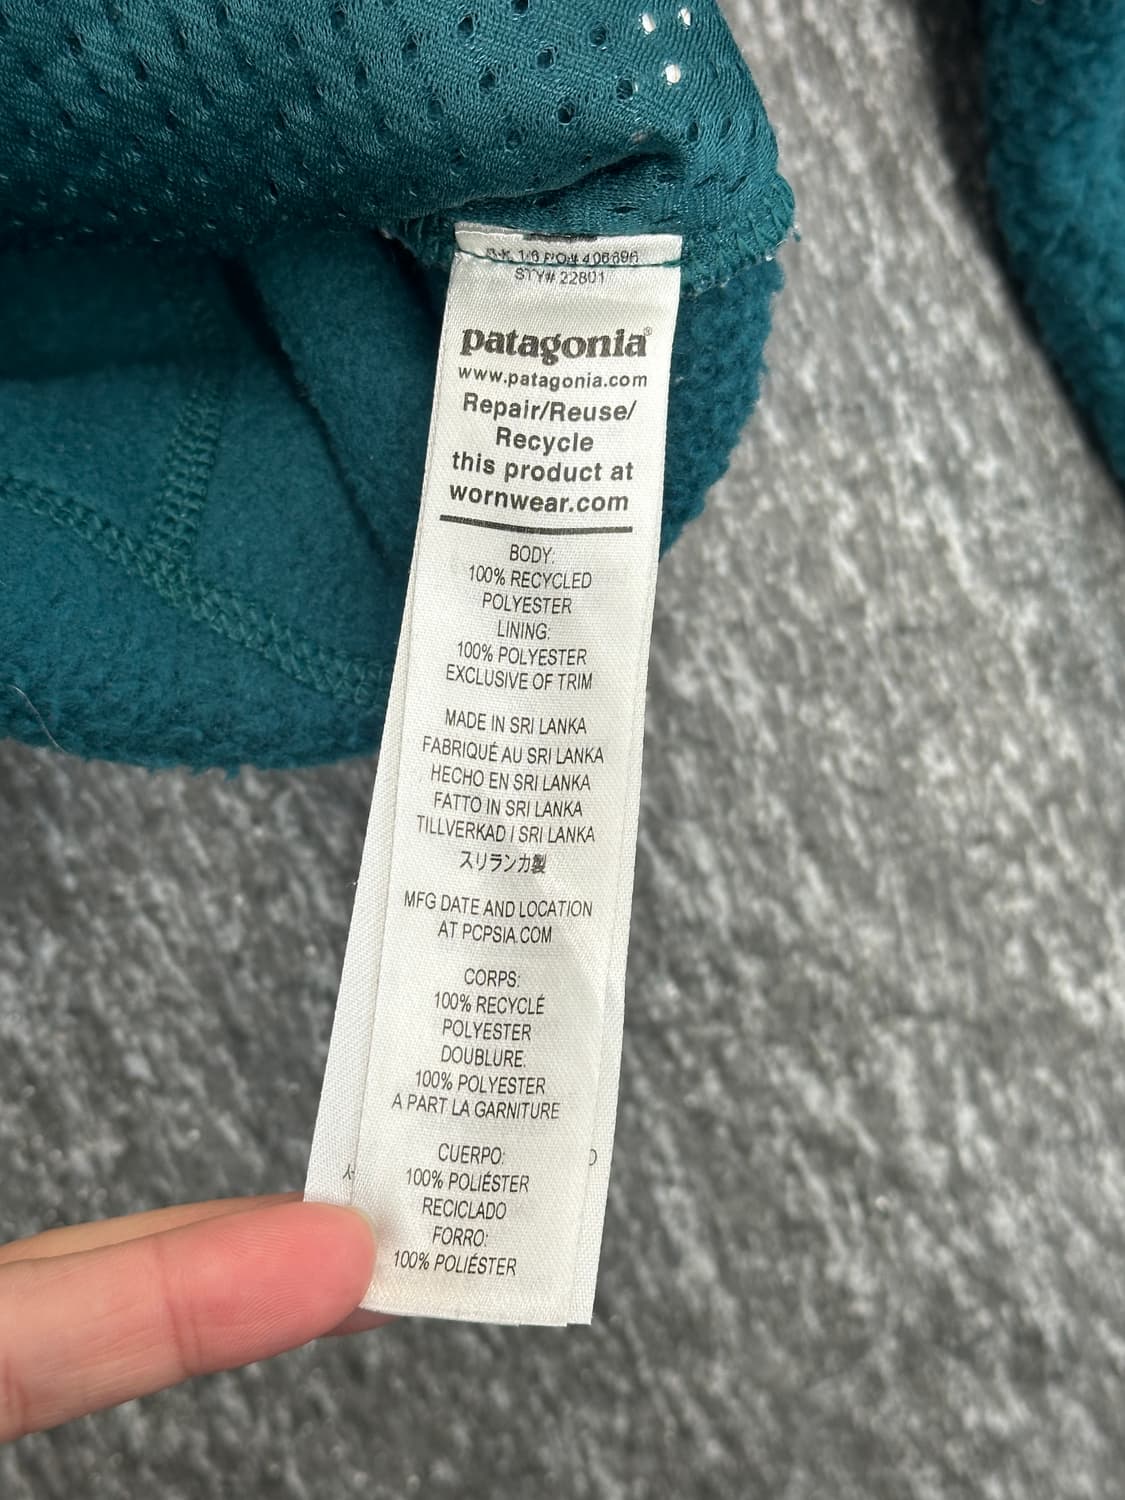 PO# 406896
STY# 22801
patagonia®
www.patagonia.com
Repair/Reuse/
Recycle
this product at
wornwear.com
BODY:
100% RECYCLED
POLYESTER
LINING:
100% POLYESTER
EXCLUSIVE OF TRIM
MADE IN SRI LANKA
FABRIQUÉ AU SRI LANKA
HECHO EN SRI LANKA
FATTO IN SRI LANKA
TILLVERKAD I SRI LANKA
スリランカ製
MFG DATE AND LOCATION
AT PCPSIA.COM
CORPS:
100% RECYCLÉ
POLYESTER
DOUBLURE:
100% POLYESTER
A PART LA GARNITURE
CUERPO:
100% POLIÉSTER
RECICLADO
FORRO:
100% POLIÉSTER